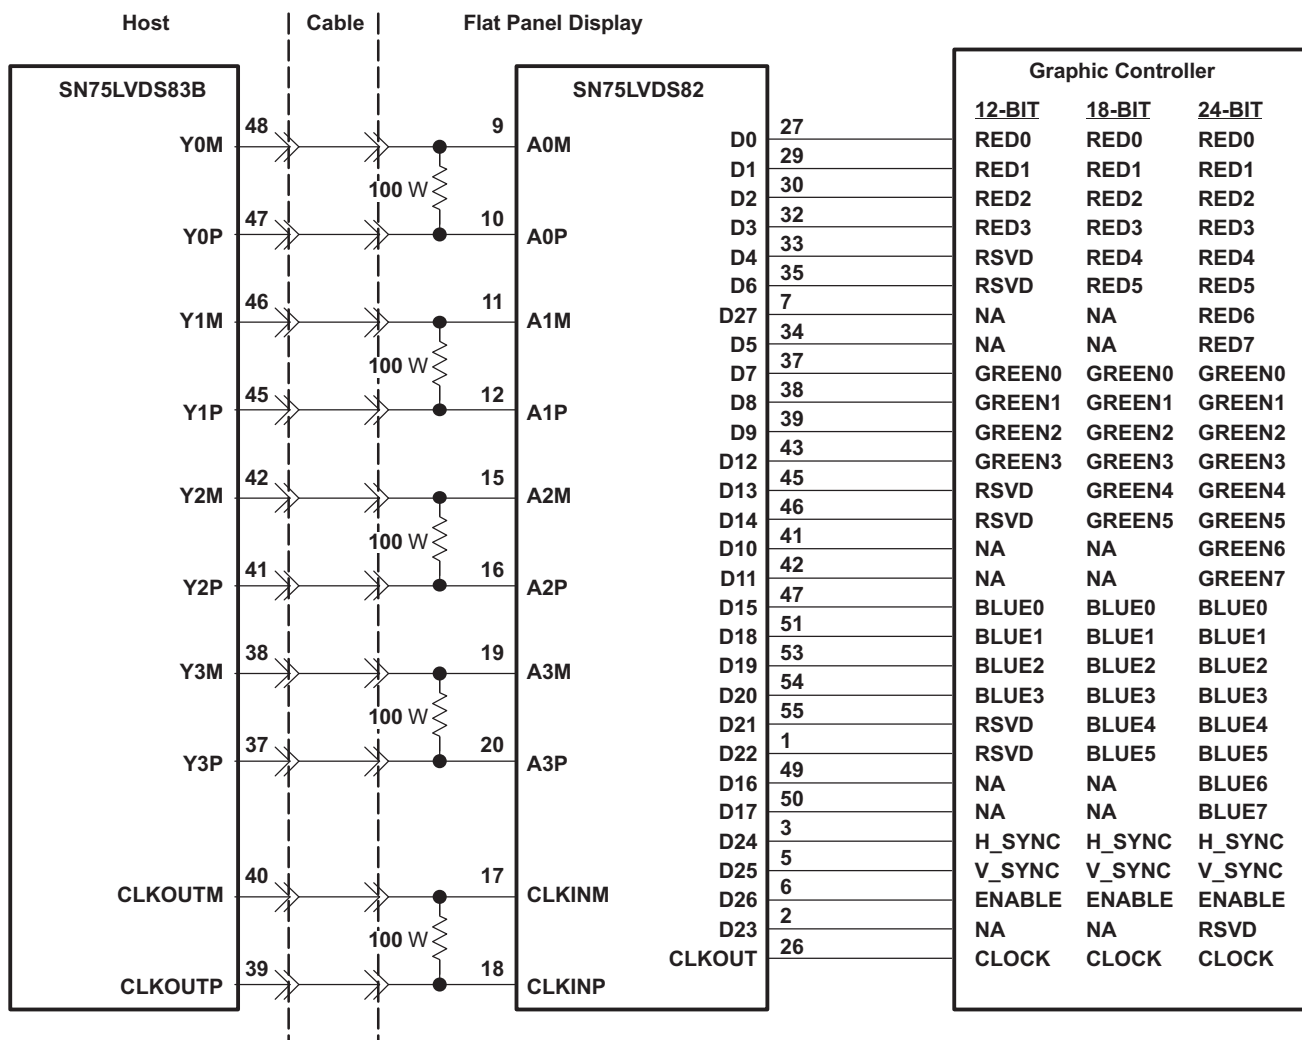 Host Cable Flat Panel Display
SN75LVDS83B
Y0M 48
Y0P 47
Y1M 46
Y1P 45
Y2M 42
Y2P 41
Y3M 38
Y3P 37
CLKOUTM 40
CLKOUTP 39
100 W
100 W
100 W
100 W
100 W
SN75LVDS82
9 A0M
10 A0P
11 A1M
12 A1P
15 A2M
16 A2P
19 A3M
20 A3P
17 CLKINM
18 CLKINP
Graphic Controller
12-BIT 18-BIT 24-BIT
D0 27 RED0 RED0 RED0
D1 29 RED1 RED1 RED1
D2 30 RED2 RED2 RED2
D3 32 RED3 RED3 RED3
D4 33 RSVD RED4 RED4
D6 35 RSVD RED5 RED5
D27 7 NA NA RED6
D5 34 NA NA RED7
D7 37 GREEN0 GREEN0 GREEN0
D8 38 GREEN1 GREEN1 GREEN1
D9 39 GREEN2 GREEN2 GREEN2
D12 43 GREEN3 GREEN3 GREEN3
D13 45 RSVD GREEN4 GREEN4
D14 46 RSVD GREEN5 GREEN5
D10 41 NA NA GREEN6
D11 42 NA NA GREEN7
D15 47 BLUE0 BLUE0 BLUE0
D18 51 BLUE1 BLUE1 BLUE1
D19 53 BLUE2 BLUE2 BLUE2
D20 54 BLUE3 BLUE3 BLUE3
D21 55 RSVD BLUE4 BLUE4
D22 1 RSVD BLUE5 BLUE5
D16 49 NA NA BLUE6
D17 50 NA NA BLUE7
D24 3 H_SYNC H_SYNC H_SYNC
D25 5 V_SYNC V_SYNC V_SYNC
D26 6 ENABLE ENABLE ENABLE
D23 2 NA NA RSVD
CLKOUT 26 CLOCK CLOCK CLOCK